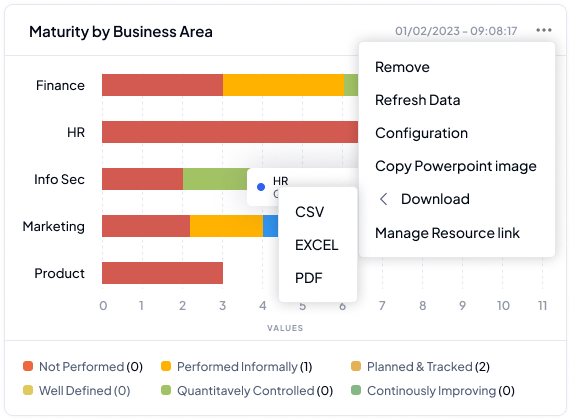 Maturity by Business Area
01/02/2023 - 09:08:17
Remove
Refresh Data
Configuration
Copy Powerpoint image
Download
Manage Resource link
CSV
EXCEL
PDF
Finance
HR
Info Sec
HR
Marketing
Product
0 1 2 3 4 5 6 7 8 9 10 11
VALUES
Not Performed (0) Performed Informally (1) Planned & Tracked (2)
Well Defined (0) Quantitavely Controlled (0) Continously Improving (0)